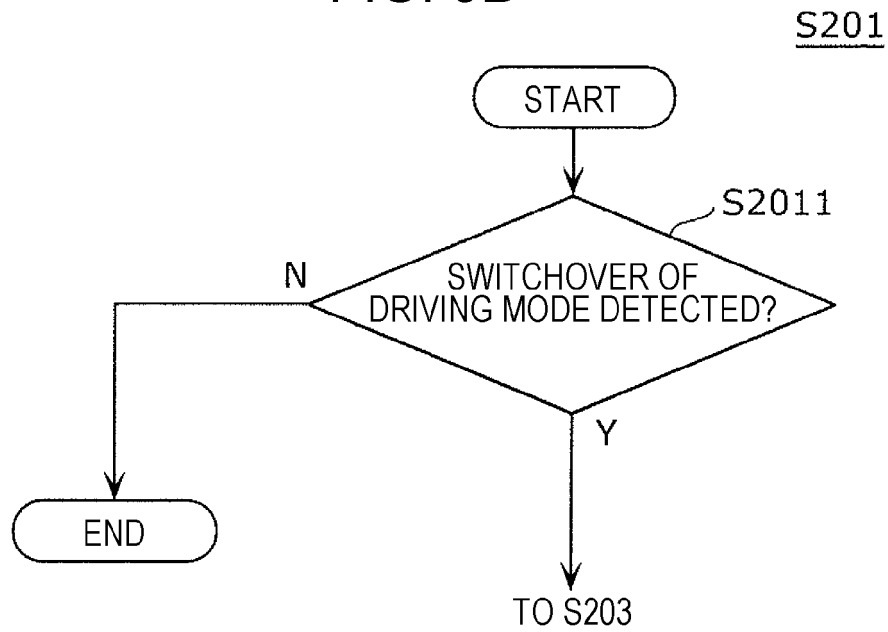 S201
START
S2011
SWITCHOVER OF
DRIVING MODE DETECTED?
N
Y
END
TO S203